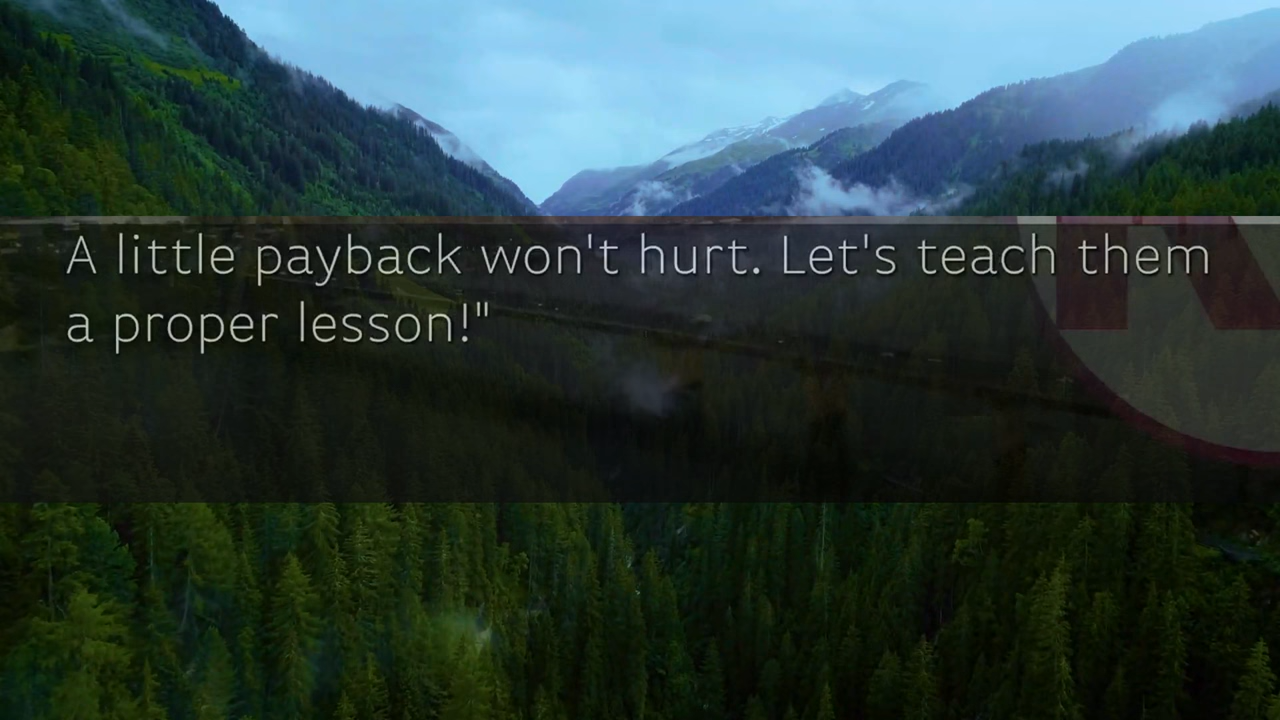 A little payback won't hurt. Let's teach them
a proper lesson!"